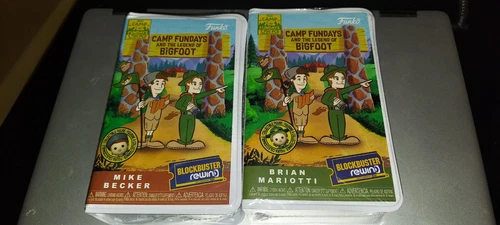 Funko
CAMP FUNDAYS
AND THE LEGEND OF
BIGFOOT
MIKE
BECKER
BLOCKBUSTER
rewind
Funko
CAMP FUNDAYS
AND THE LEGEND OF
BIGFOOT
BRIAN
MARIOTTI
BLOCKBUSTER
rewind